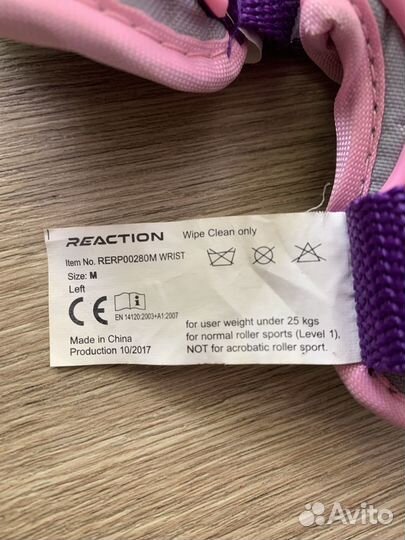 REACTION Wipe Clean only
Item No. RERP00280M WRIST
Size: M
Left
CE
EN 14120:2003+A1:2007
for user weight under 25 kgs
for normal roller sports (Level 1),
NOT for acrobatic roller sport.
Made in China
Production 10/2017
Avito